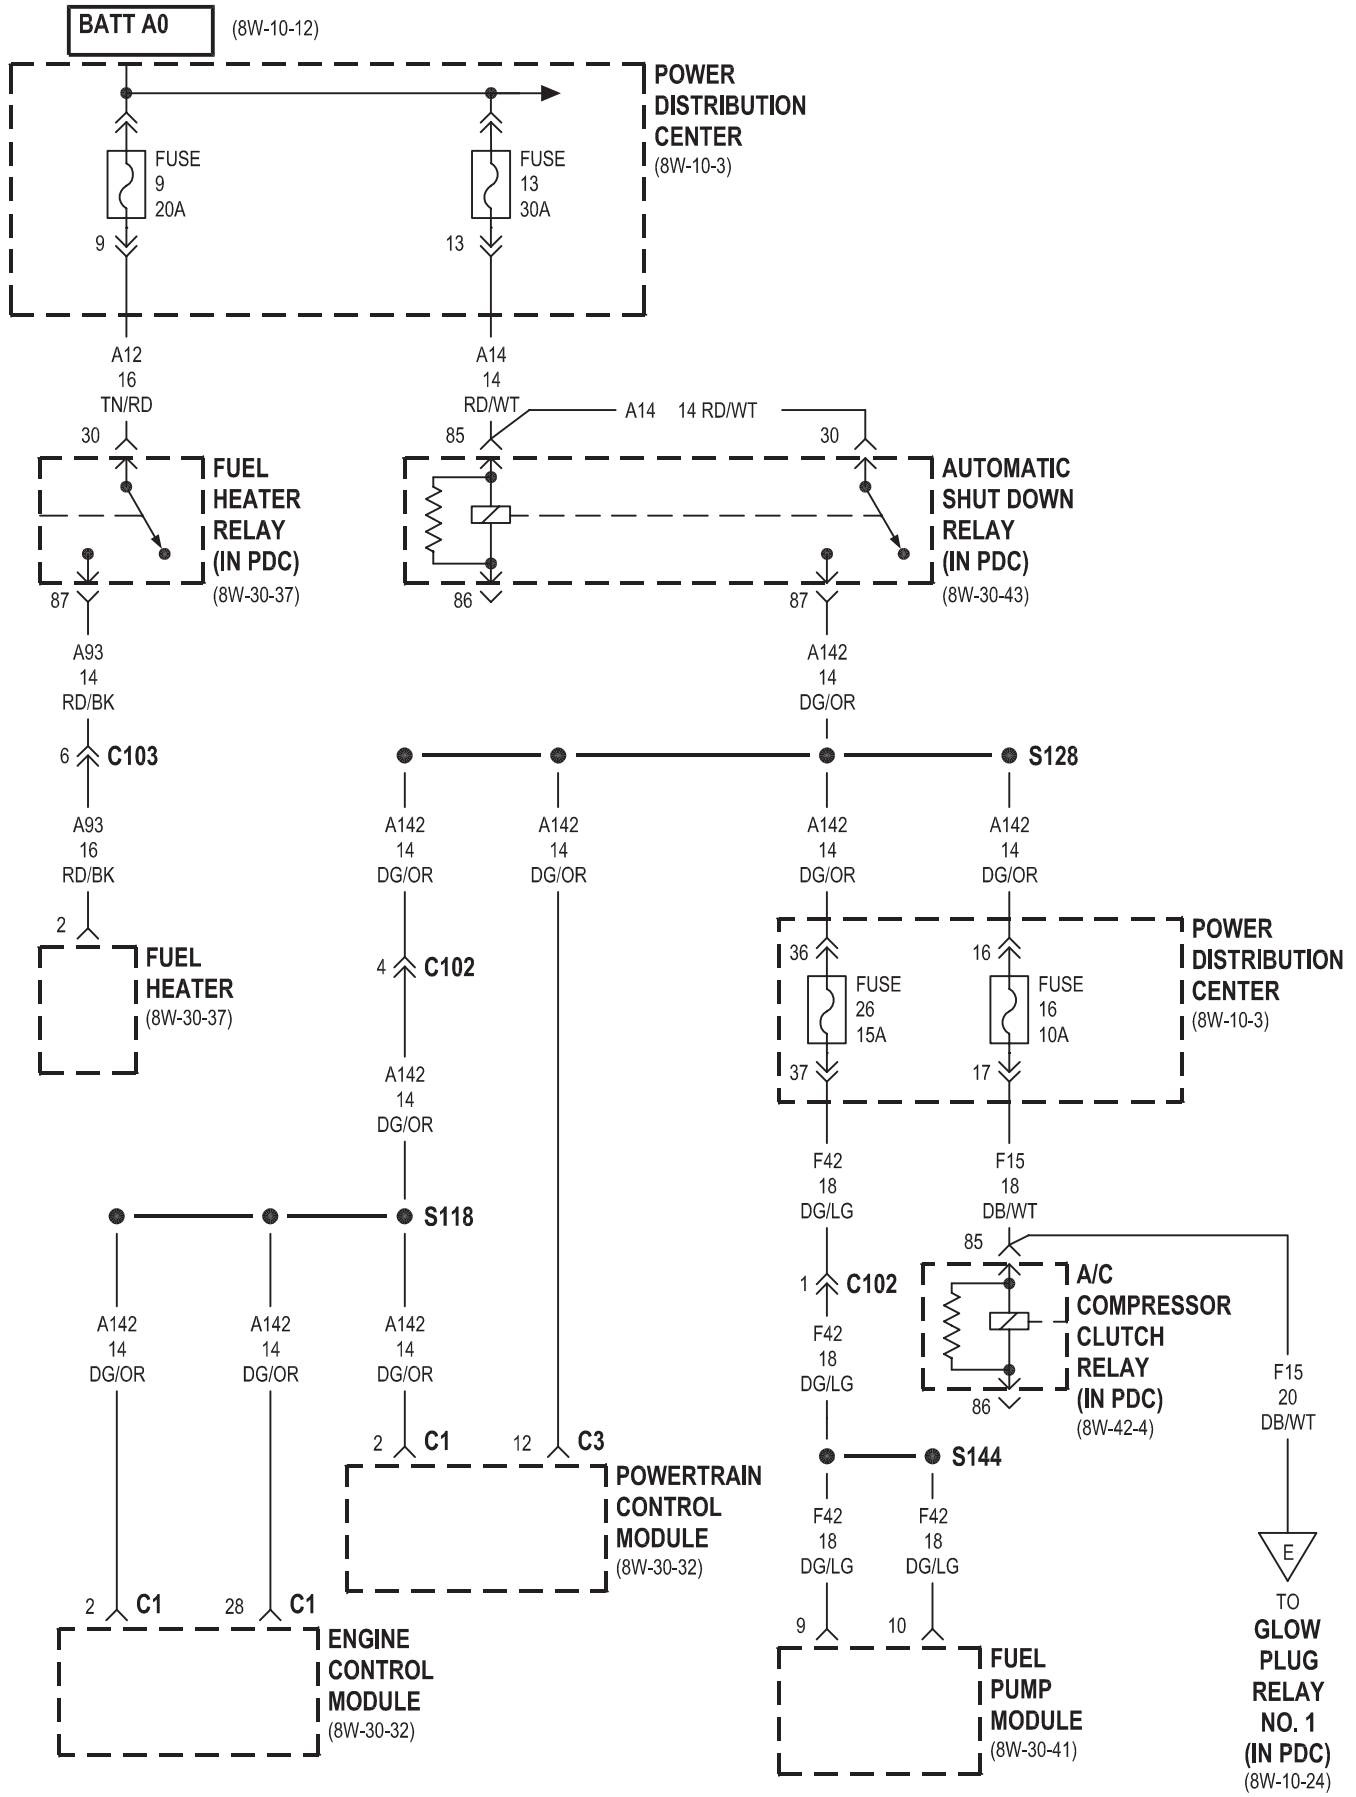 BATT A0
(8W-10-12)
POWER
DISTRIBUTION
CENTER
(8W-10-3)
FUSE
9
20A
9
FUSE
13
30A
13
A12
16
TN/RD
A14
14
RD/WT
A14 14 RD/WT
30
85
30
FUEL
HEATER
RELAY
(IN PDC)
(8W-30-37)
AUTOMATIC
SHUT DOWN
RELAY
(IN PDC)
(8W-30-43)
87
86
87
A93
14
RD/BK
A142
14
DG/OR
6
C103
S128
A93
16
RD/BK
A142
14
DG/OR
A142
14
DG/OR
A142
14
DG/OR
A142
14
DG/OR
2
FUEL
HEATER
(8W-30-37)
4
C102
POWER
DISTRIBUTION
CENTER
(8W-10-3)
36
FUSE
26
15A
37
16
FUSE
16
10A
17
A142
14
DG/OR
F42
18
DG/LG
F15
18
DB/WT
S118
85
A/C
COMPRESSOR
CLUTCH
RELAY
(IN PDC)
(8W-42-4)
86
1
C102
A142
14
DG/OR
A142
14
DG/OR
A142
14
DG/OR
F42
18
DG/LG
F15
20
DB/WT
2
C1
12
C3
POWERTRAIN
CONTROL
MODULE
(8W-30-32)
S144
F42
18
DG/LG
F42
18
DG/LG
E
TO
GLOW
PLUG
RELAY
NO. 1
(IN PDC)
(8W-10-24)
2
C1
28
C1
ENGINE
CONTROL
MODULE
(8W-30-32)
9
10
FUEL
PUMP
MODULE
(8W-30-41)